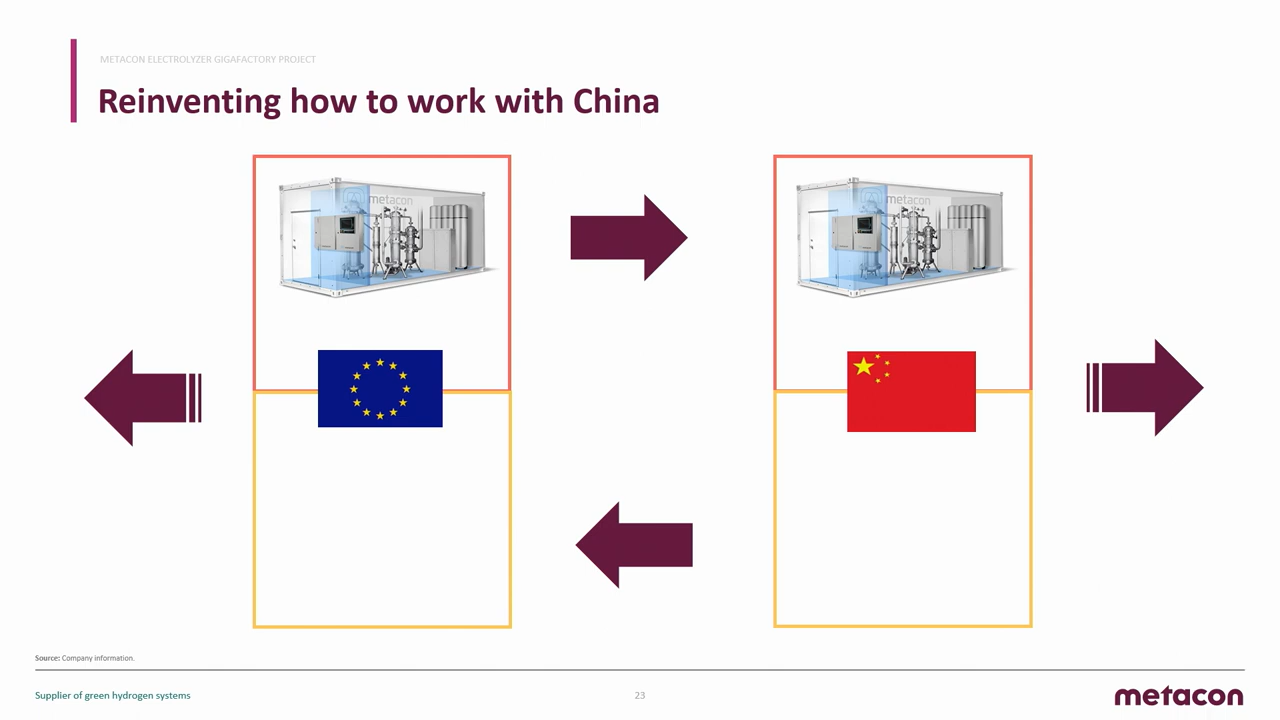 METACON ELECTROLYZER GIGAFACTORY PROJECT
Reinventing how to work with China
metacon
metacon
Source: Company information.
Supplier of green hydrogen systems
23
metacon